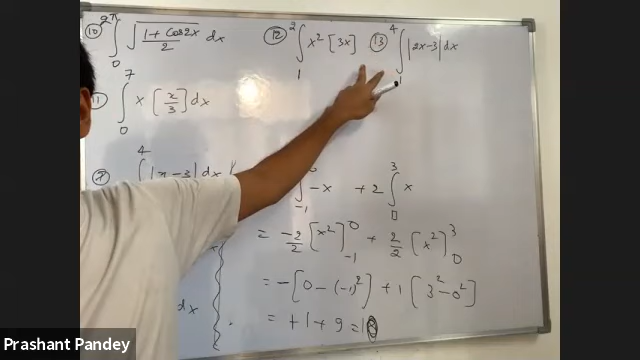 ⑩ ∫₀^{2π} √((1 + Cos2x)/2) dx
⑫ ∫₁² x² [3x]
⑬ ∫₁⁴ |2x-3| dx
⑪ ∫₀⁷ x [x/3] dx
∫⁴ |x-3| dx
∫₋₁⁰ -x + 2 ∫₀³ x
= -2/2 [x²]₋₁⁰ + 2/2 [x²]₀³
= -[0 - (-1)²] + 1 [3² - 0²]
= +1 + 9 = 10
dx
Prashant Pandey